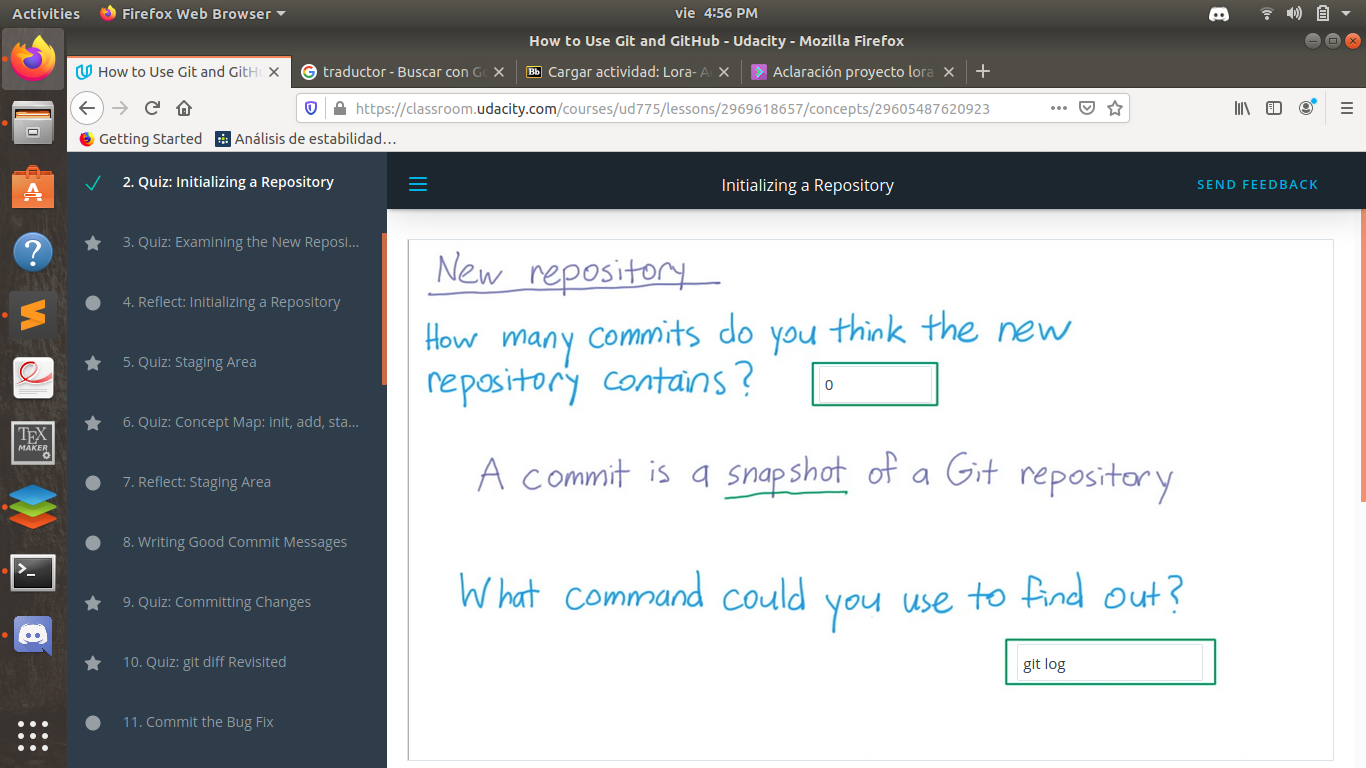 Activities
Firefox Web Browser
vie 4:56 PM
How to Use Git and GitHub - Udacity - Mozilla Firefox
How to Use Git and GitH
traductor - Buscar con G
Bb Cargar actividad: Lora- A
Aclaración proyecto lora
https://classroom.udacity.com/courses/ud775/lessons/2969618657/concepts/29605487620923
Getting Started
Análisis de estabilidad...
2. Quiz: Initializing a Repository
3. Quiz: Examining the New Reposi...
4. Reflect: Initializing a Repository
5. Quiz: Staging Area
6. Quiz: Concept Map: init, add, sta...
7. Reflect: Staging Area
8. Writing Good Commit Messages
9. Quiz: Committing Changes
10. Quiz: git diff Revisited
11. Commit the Bug Fix
TEX
MAKER
Initializing a Repository
SEND FEEDBACK
New repository
How many commits do you think the new
repository contains?
0
A commit is a snapshot of a Git repository
What command could you use to find out?
git log